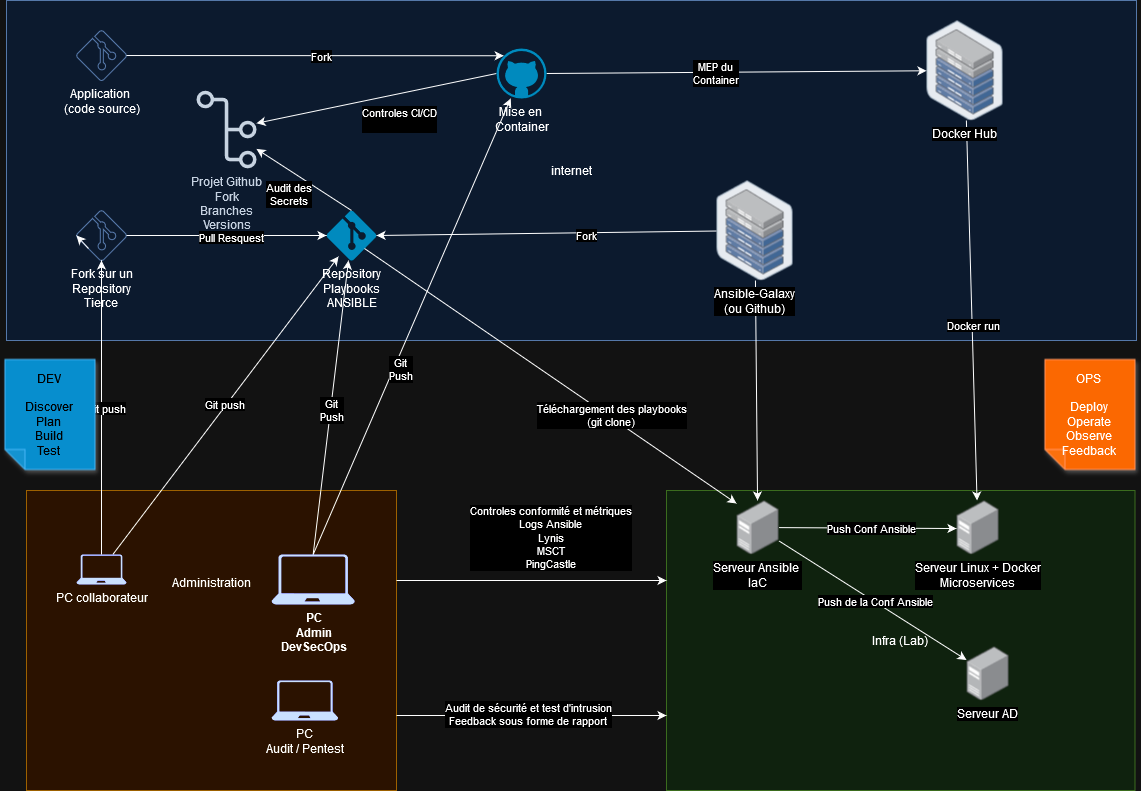 Fork
Application
(code source)
Mise en
Container
MEP du
Container
Docker Hub
Controles CI/CD
internet
Projet Github
Fork
Branches
Versions
Audit des
Secrets
Pull Resquest
Fork
Fork sur un
Repository
Tierce
Repository
Playbooks
ANSIBLE
Ansible-Galaxy
(ou Github)
Docker run
DEV
Discover
Plan
Build
Test
it push
Git push
Git
Push
Git
Push
Téléchargement des playbooks
(git clone)
OPS
Deploy
Operate
Observe
Feedback
Controles conformité et métriques
Logs Ansible
Lynis
MSCT
PingCastle
PC collaborateur
Administration
PC
Admin
DevSecOps
PC
Audit / Pentest
Audit de sécurité et test d'intrusion
Feedback sous forme de rapport
Push Conf Ansible
Serveur Ansible
IaC
Serveur Linux + Docker
Microservices
Push de la Conf Ansible
Infra (Lab)
Serveur AD